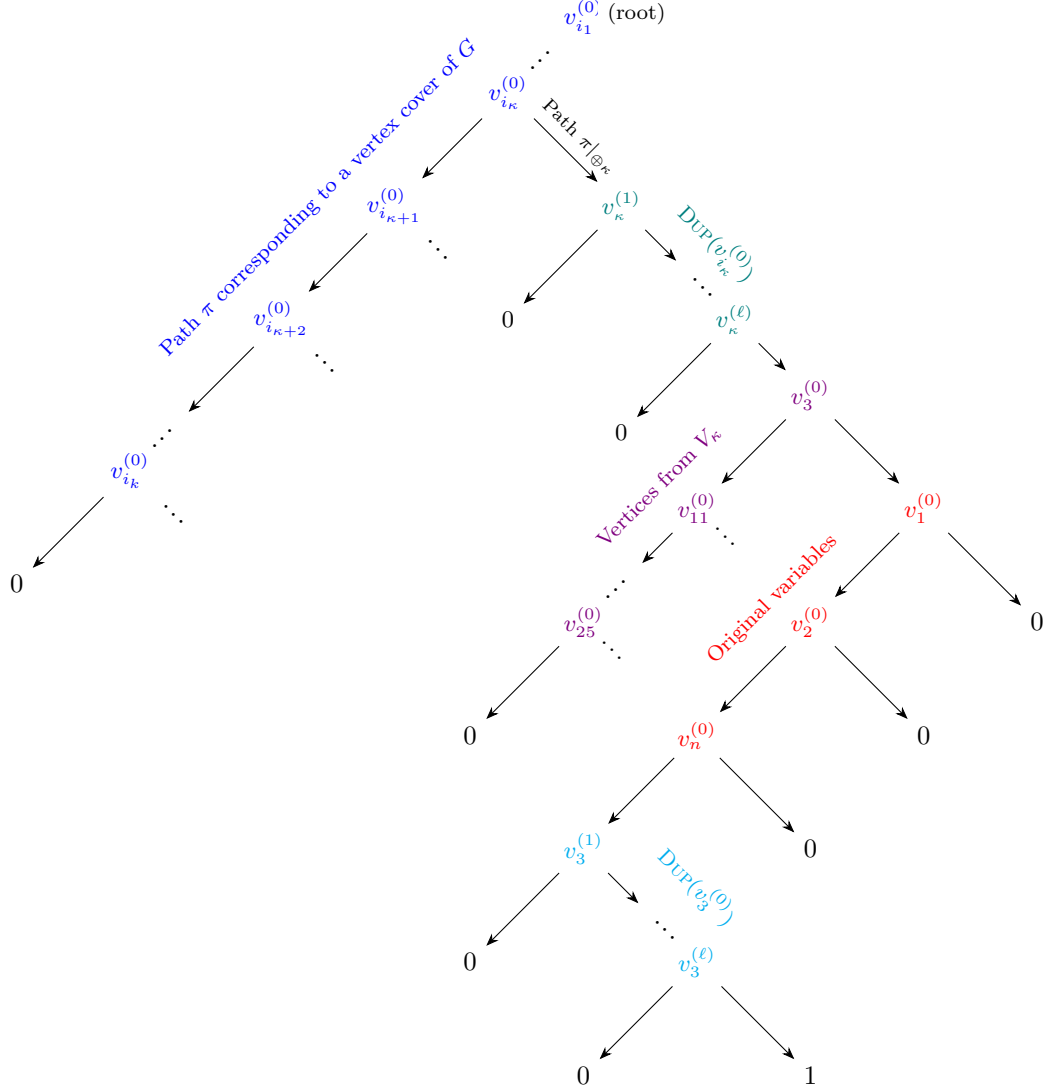 v_{i_1}^{(0)} (root)
⋰
v_{i_κ}^{(0)}
Path π corresponding to a vertex cover of G
Path π|_{⊕κ}
v_{i_{κ+1}}^{(0)}
⋱
v_κ^{(1)}
DUP(v_{i_κ}^{(0)})
⋱
v_{i_{κ+2}}^{(0)}
⋱
0
v_κ^{(ℓ)}
v_3^{(0)}
0
⋰
v_{i_k}^{(0)}
⋱
Vertices from V_κ
v_{11}^{(0)}
⋱
v_1^{(0)}
0
⋰
Original variables
v_{25}^{(0)}
⋱
v_2^{(0)}
0
0
v_n^{(0)}
0
v_3^{(1)}
0
DUP(v_3^{(0)})
0
⋱
v_3^{(ℓ)}
0
1